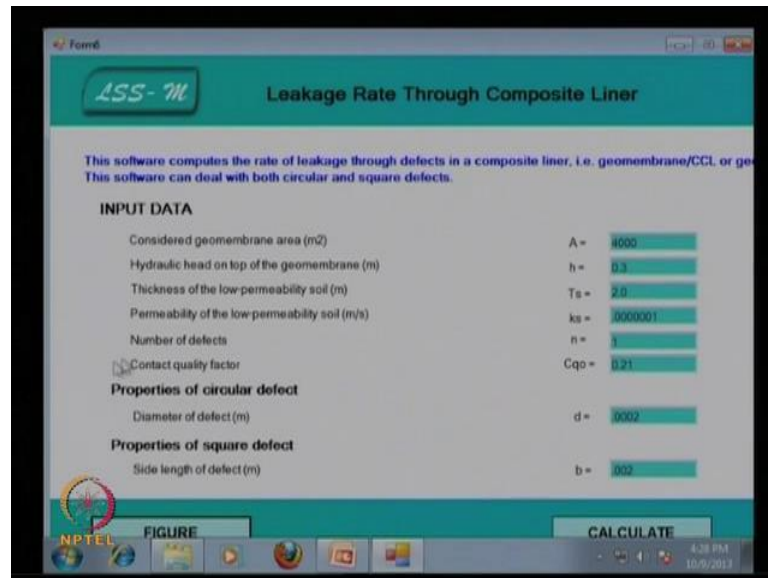 Form6
LSS-M
Leakage Rate Through Composite Liner
This software computes the rate of leakage through defects in a composite liner, i.e. geomembrane/CCL or ge
This software can deal with both circular and square defects.
INPUT DATA
Considered geomembrane area (m2) A = 4000
Hydraulic head on top of the geomembrane (m) h = 0.3
Thickness of the low-permeability soil (m) Ts = 2.0
Permeability of the low-permeability soil (m/s) ks = .0000001
Number of defects n = 1
Contact quality factor Cqo = 0.21
Properties of circular defect
Diameter of defect (m) d = .0002
Properties of square defect
Side length of defect (m) b = .002
FIGURE CALCULATE
NPTEL
4:28 PM
10/9/2013